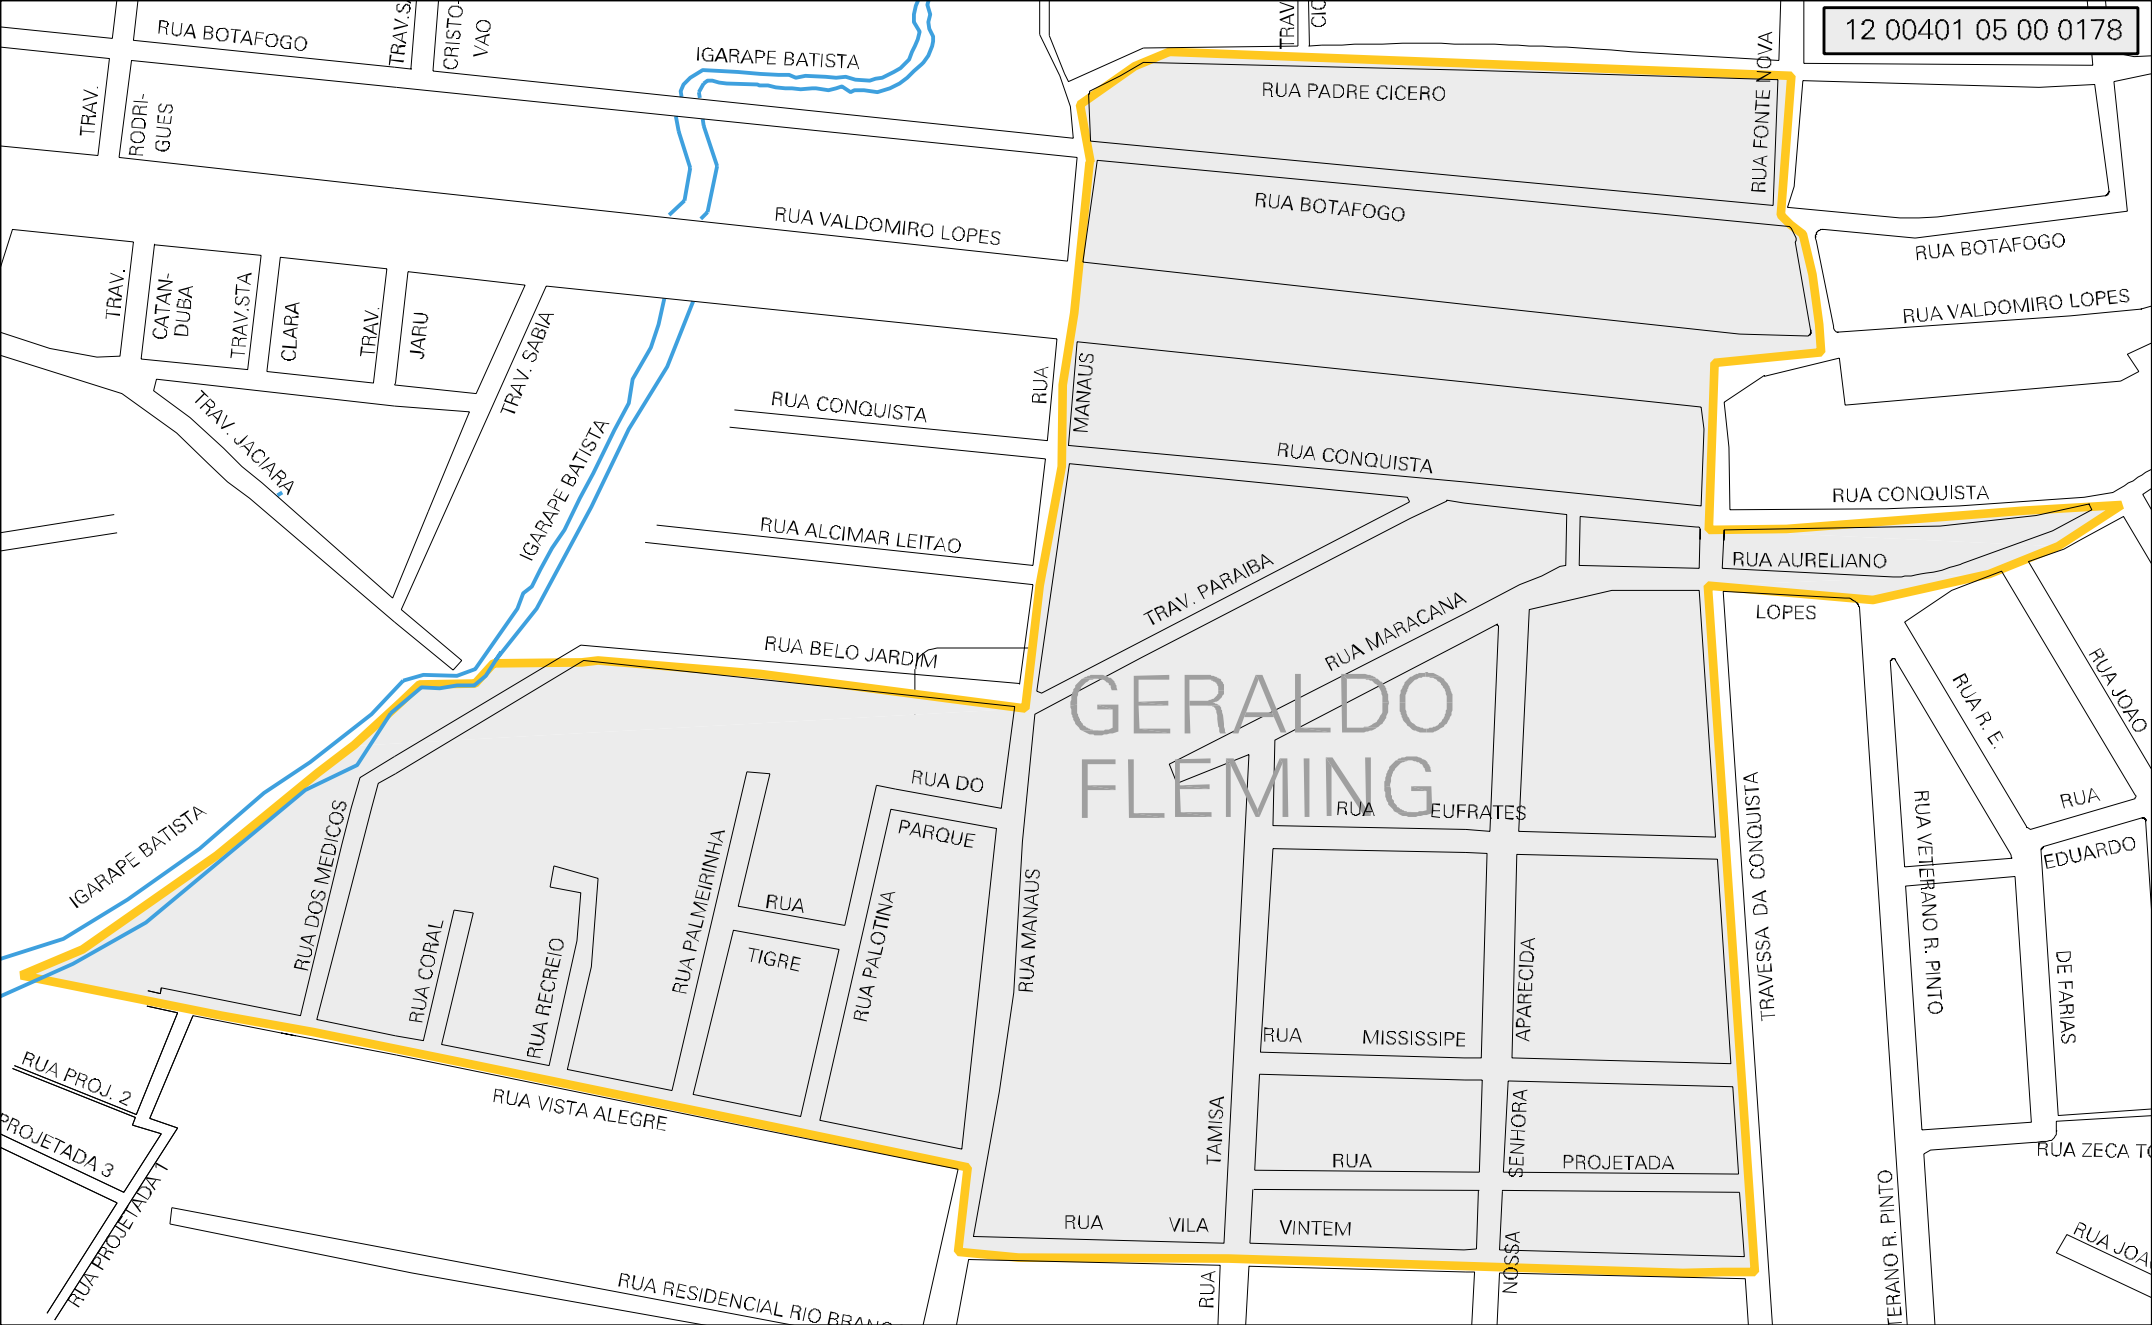 12 00401 05 00 0178
RUA BOTAFOGO
CRISTO-
VAO
IGARAPE BATISTA
TRAV.
RODRI-
GUES
RUA PADRE CICERO
RUA FONTE NOVA
RUA BOTAFOGO
RUA VALDOMIRO LOPES
RUA BOTAFOGO
RUA VALDOMIRO LOPES
TRAV.
CATAN-
DUBA
TRAV.STA
CLARA
TRAV.
JARU
TRAV. SABIA
TRAV. JACIARA
IGARAPE BATISTA
RUA CONQUISTA
RUA
MANAUS
RUA CONQUISTA
RUA CONQUISTA
RUA ALCIMAR LEITAO
RUA AURELIANO
LOPES
TRAV. PARAIBA
RUA MARACANA
RUA BELO JARDIM
GERALDO
FLEMING
RUA R. E.
RUA JOAO
RUA
EDUARDO
DE FARIAS
RUA DO
PARQUE
RUA EUFRATES
IGARAPE BATISTA
RUA DOS MEDICOS
RUA CORAL
RUA RECREIO
RUA PALMEIRINHA
RUA
TIGRE
RUA PALOTINA
RUA MANAUS
TRAVESSA DA CONQUISTA
RUA VETERANO R. PINTO
APARECIDA
RUA MISSISSIPE
RUA PROJ. 2
PROJETADA 3
RUA PROJETADA 1
RUA VISTA ALEGRE
TAMISA
SENHORA
RUA PROJETADA
RUA ZECA
RUA VILA VINTEM
NOSSA
RUA
R. PINTO
RUA RESIDENCIAL RIO
RUA